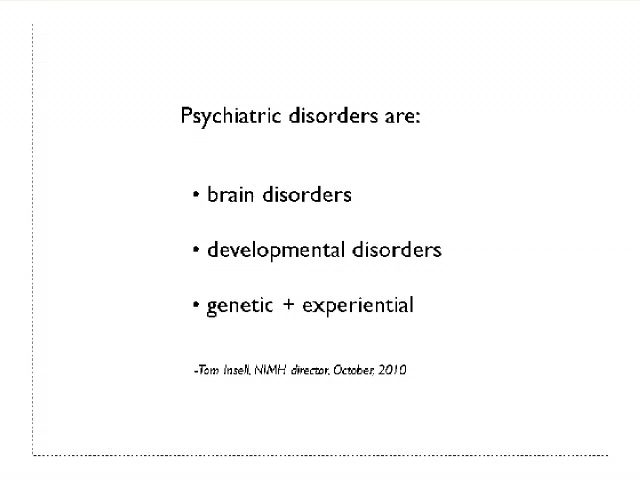 Psychiatric disorders are:
• brain disorders
• developmental disorders
• genetic + experiential
-Tom Insell, NIMH director, October, 2010